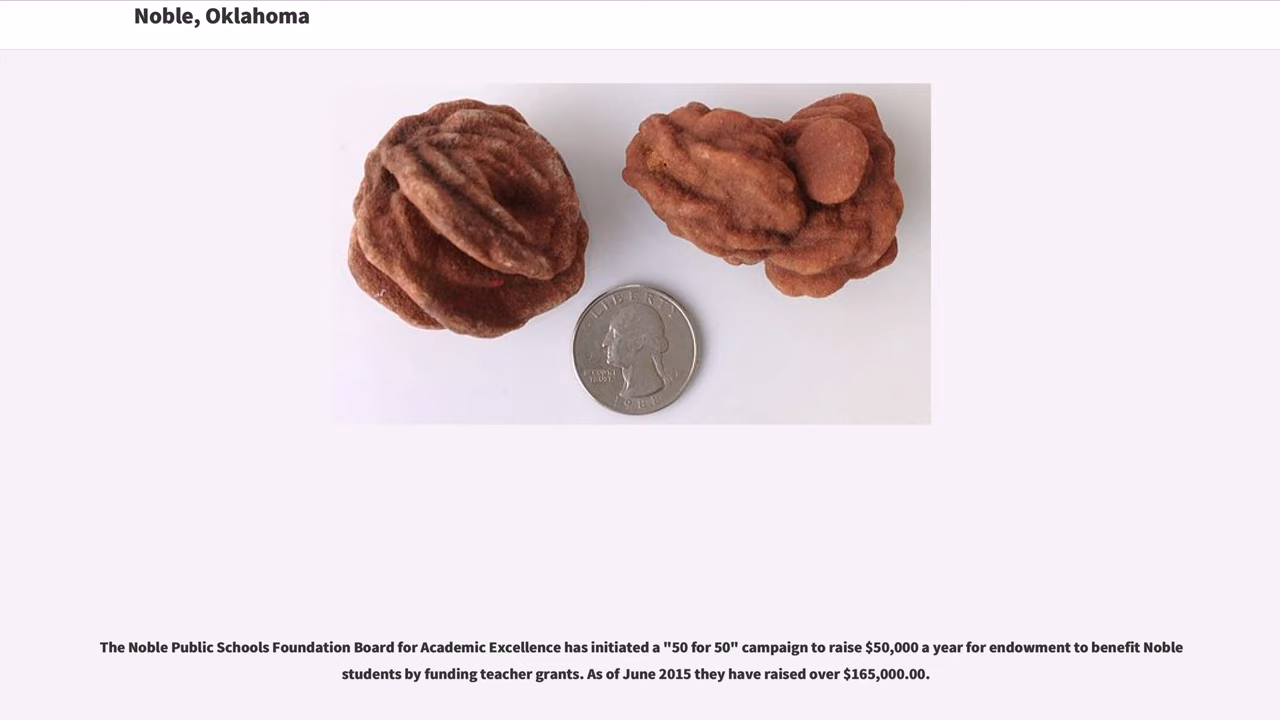 Noble, Oklahoma
LIBERTY
1988
The Noble Public Schools Foundation Board for Academic Excellence has initiated a "50 for 50" campaign to raise $50,000 a year for endowment to benefit Noble
students by funding teacher grants. As of June 2015 they have raised over $165,000.00.